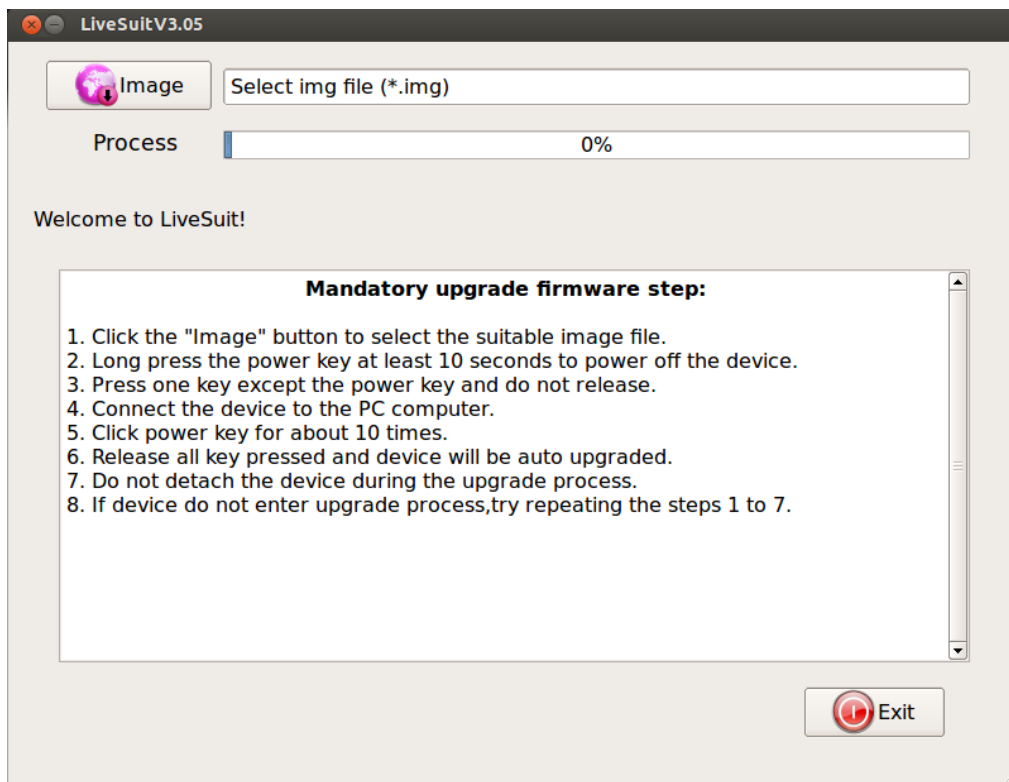 LiveSuitV3.05
Image
Select img file (*.img)
Process
0%
Welcome to LiveSuit!
Mandatory upgrade firmware step:
1. Click the "Image" button to select the suitable image file.
2. Long press the power key at least 10 seconds to power off the device.
3. Press one key except the power key and do not release.
4. Connect the device to the PC computer.
5. Click power key for about 10 times.
6. Release all key pressed and device will be auto upgraded.
7. Do not detach the device during the upgrade process.
8. If device do not enter upgrade process,try repeating the steps 1 to 7.
Exit